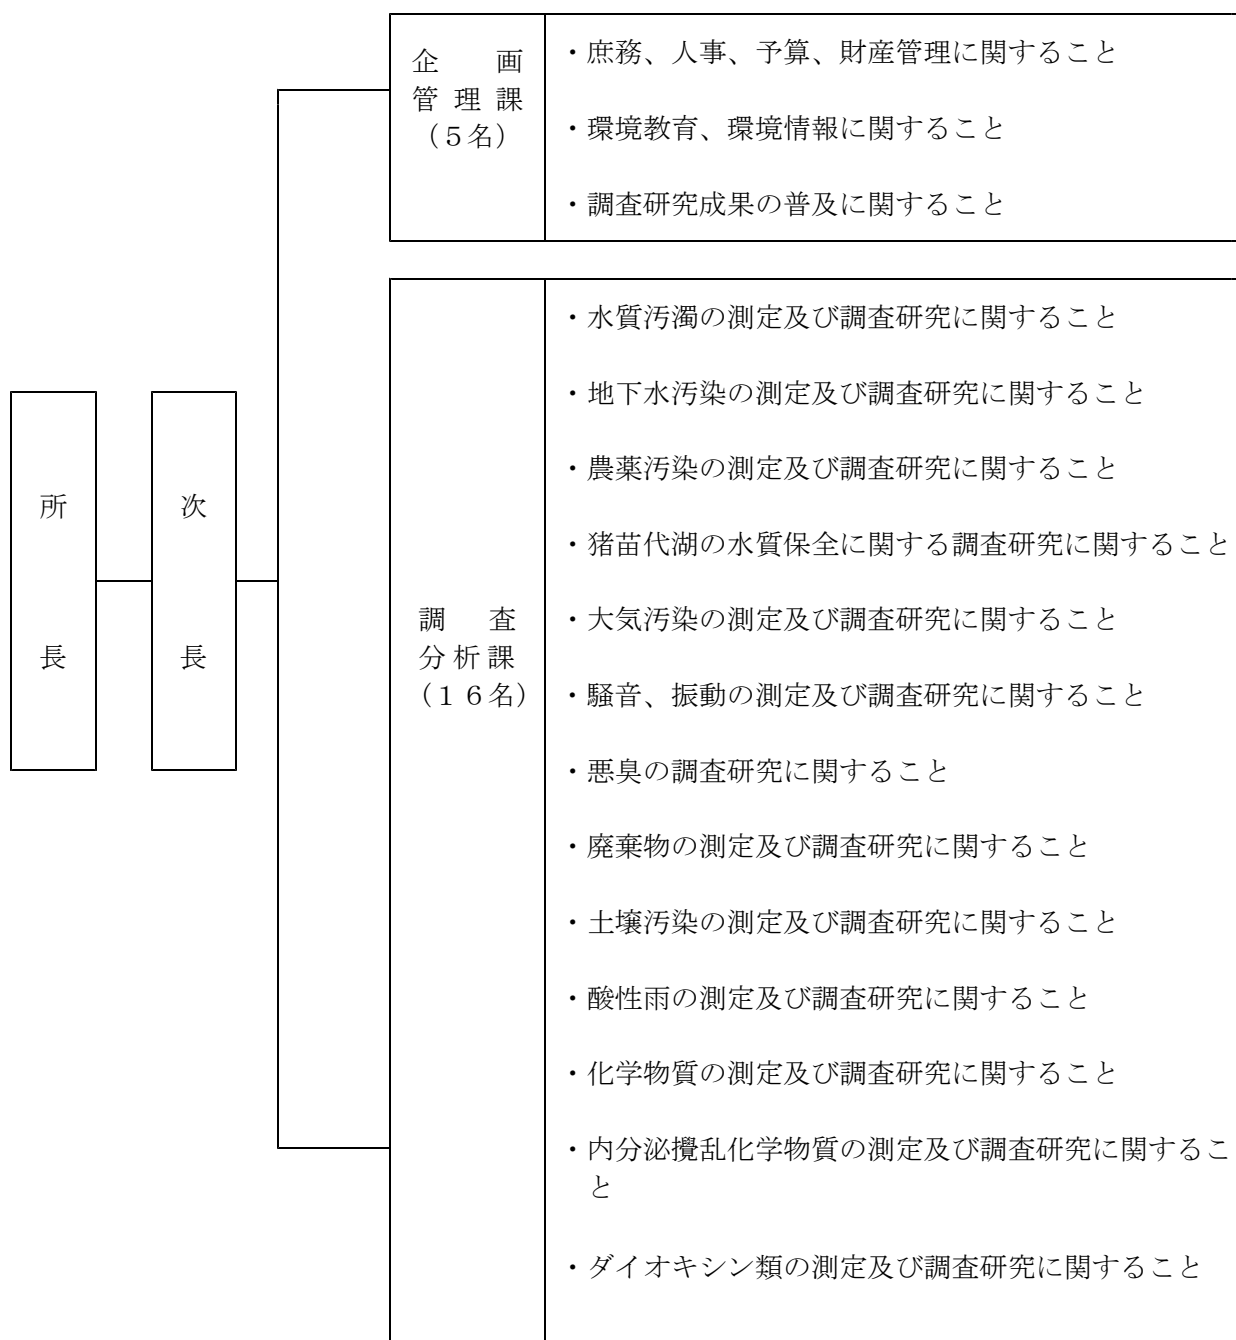 所
長
次
長
企　画
管理課
（５名）
・庶務、人事、予算、財産管理に関すること
・環境教育、環境情報に関すること
・調査研究成果の普及に関すること
調　査
分析課
（１６名）
・水質汚濁の測定及び調査研究に関すること
・地下水汚染の測定及び調査研究に関すること
・農薬汚染の測定及び調査研究に関すること
・猪苗代湖の水質保全に関する調査研究に関すること
・大気汚染の測定及び調査研究に関すること
・騒音、振動の測定及び調査研究に関すること
・悪臭の調査研究に関すること
・廃棄物の測定及び調査研究に関すること
・土壌汚染の測定及び調査研究に関すること
・酸性雨の測定及び調査研究に関すること
・化学物質の測定及び調査研究に関すること
・内分泌攪乱化学物質の測定及び調査研究に関するこ
と
・ダイオキシン類の測定及び調査研究に関すること